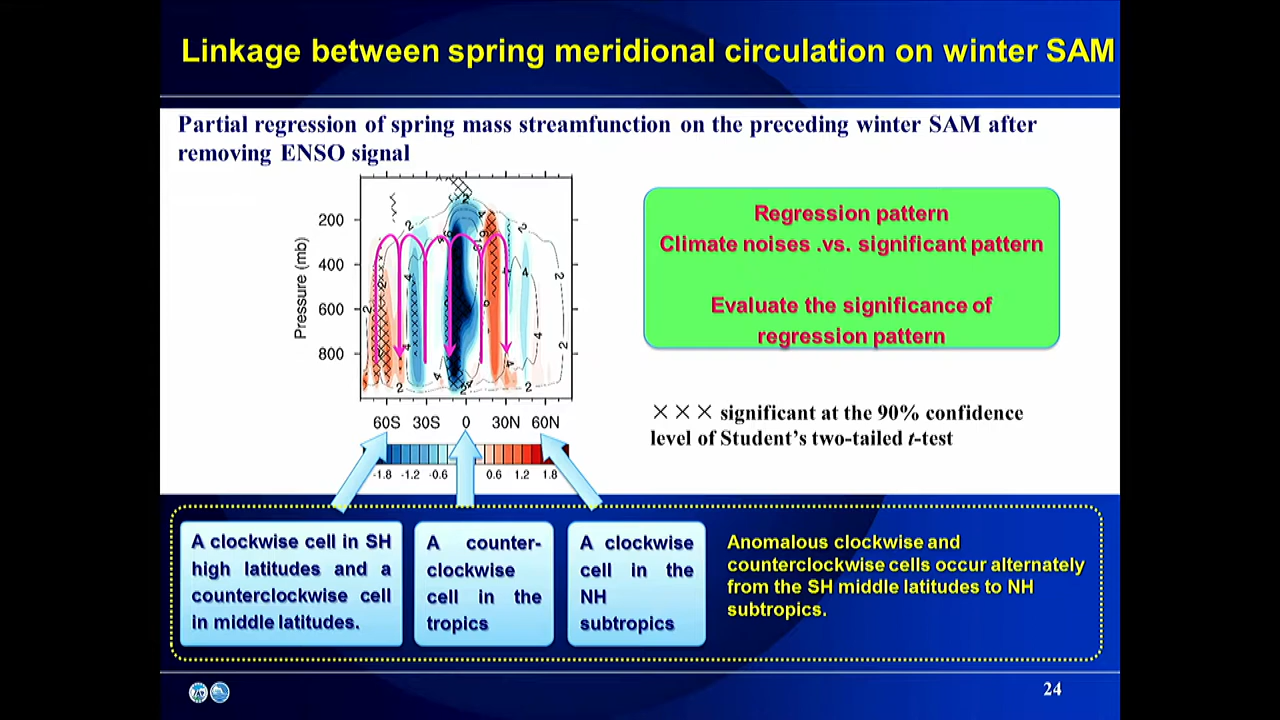 Linkage between spring meridional circulation on winter SAM
Partial regression of spring mass streamfunction on the preceding winter SAM after
removing ENSO signal
Pressure (mb)
200
400
600
800
60S 30S 0 30N 60N
-1.8 -1.2 -0.6 0.6 1.2 1.8
Regression pattern
Climate noises .vs. significant pattern
Evaluate the significance of
regression pattern
××× significant at the 90% confidence
level of Student's two-tailed t-test
A clockwise cell in SH
high latitudes and a
counterclockwise cell
in middle latitudes.
A counter-
clockwise
cell in the
tropics
A clockwise
cell in the
NH
subtropics
Anomalous clockwise and
counterclockwise cells occur alternately
from the SH middle latitudes to NH
subtropics.
24